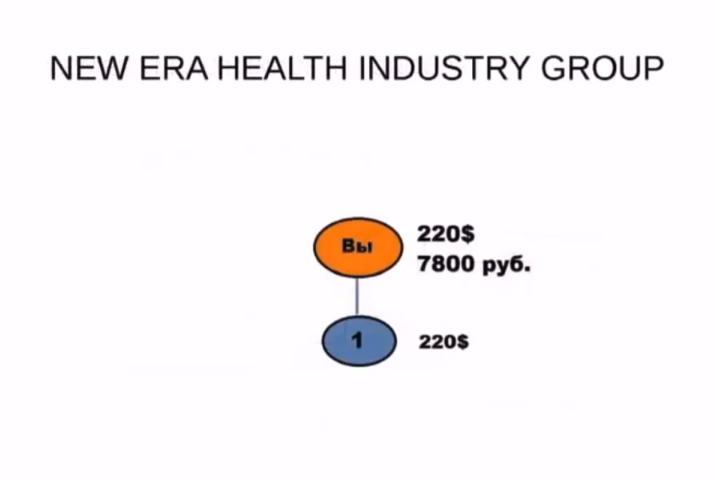 NEW ERA HEALTH INDUSTRY GROUP
Вы
220$
7800 руб.
1
220$